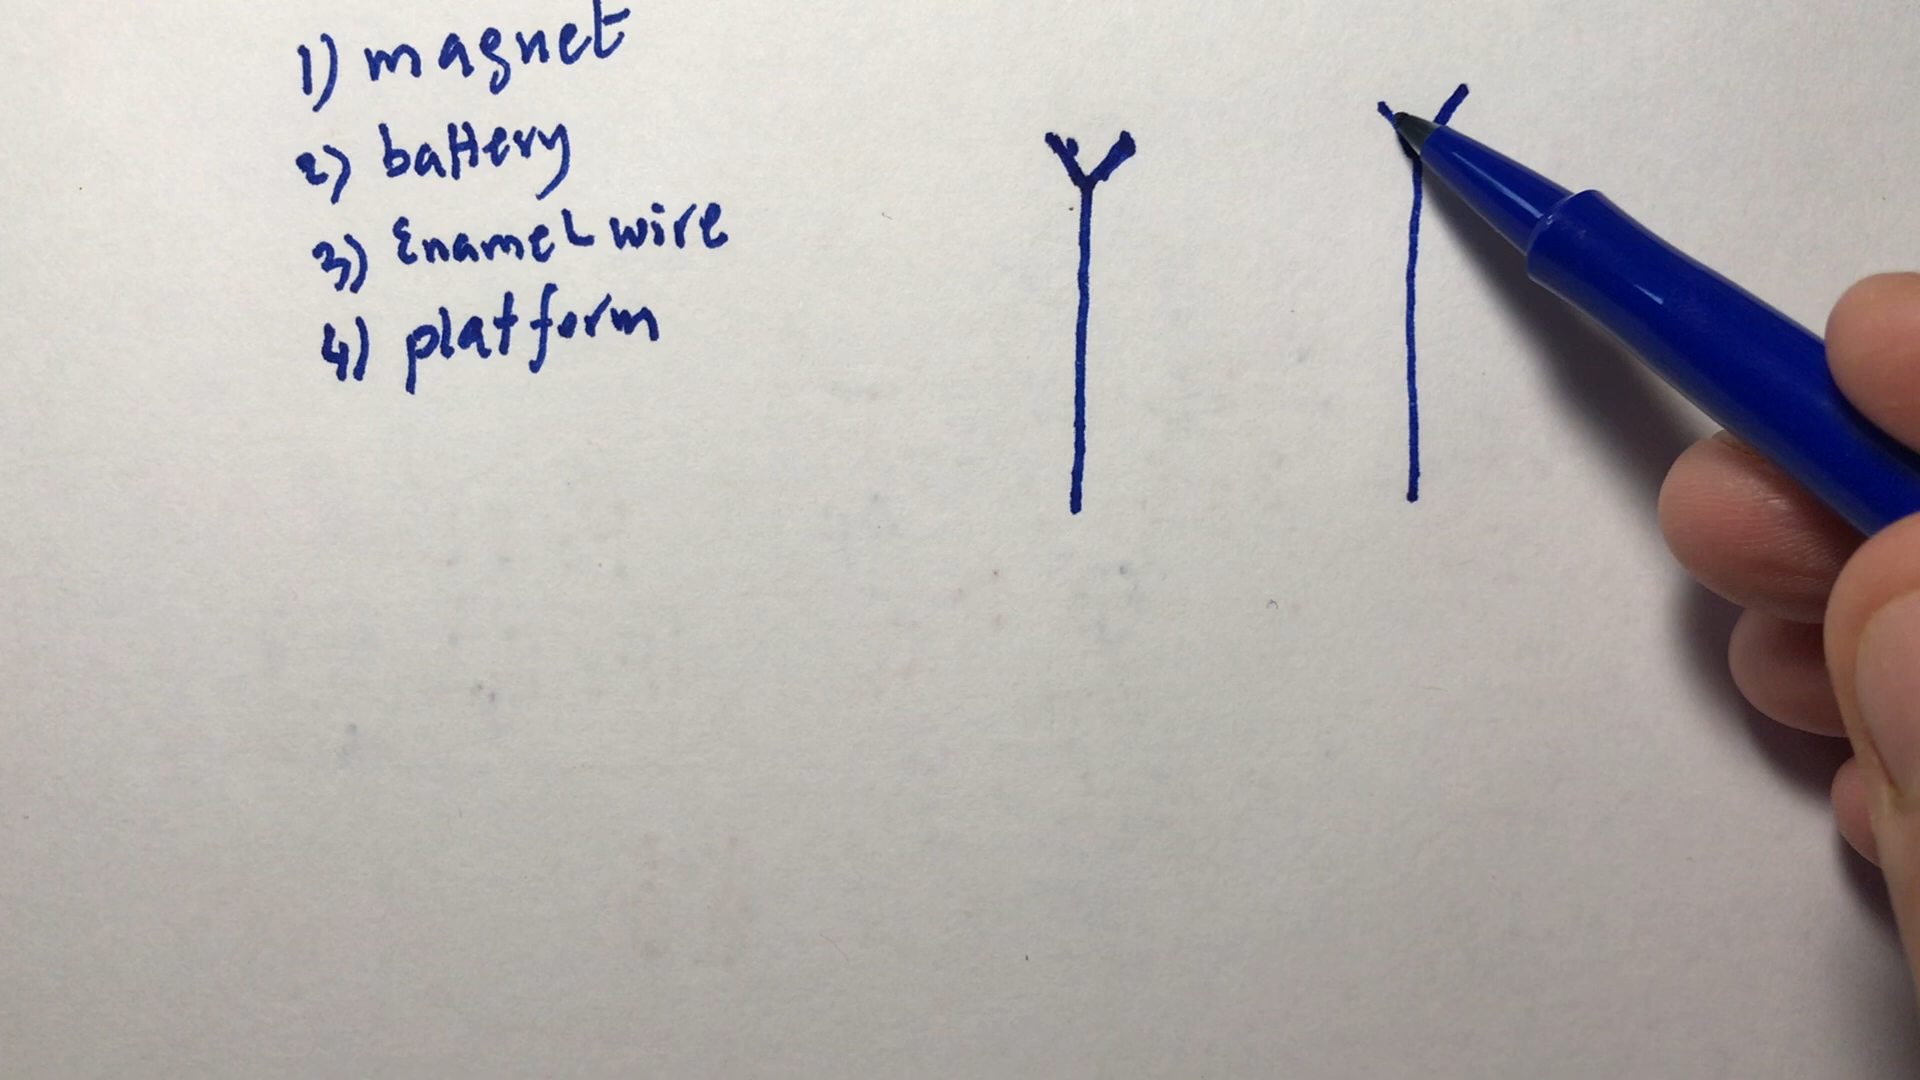 1) magnet
2) battery
3) Enamel wire
4) platform